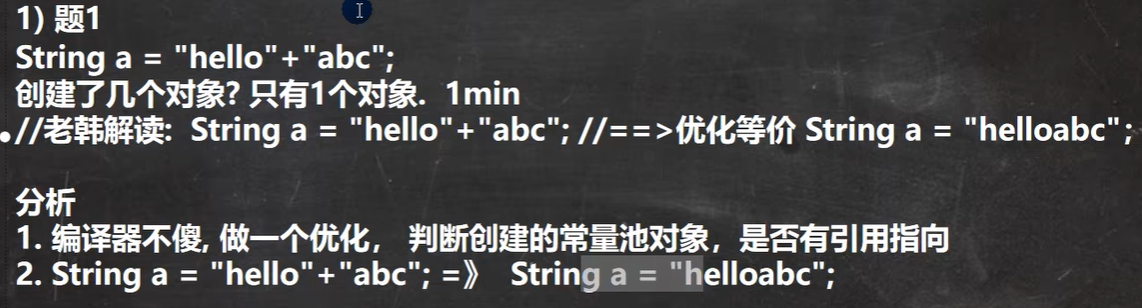 1) 题1
String a = "hello"+"abc";
创建了几个对象? 只有1个对象.  1min
//老韩解读:  String a = "hello"+"abc"; //==>优化等价 String a = "helloabc";
分析
1. 编译器不傻, 做一个优化， 判断创建的常量池对象，是否有引用指向
2. String a = "hello"+"abc"; =》  String a = "helloabc";